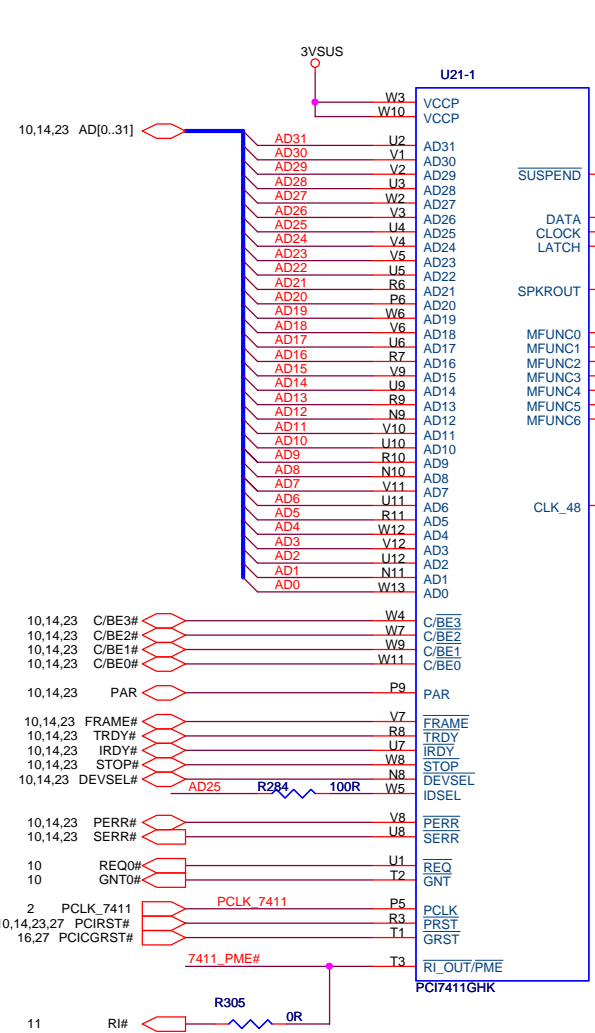 3VSUS
U21-1
W3 VCCP
W10 VCCP
10,14,23 AD[0..31]
AD31 U2 AD31
AD30 V1 AD30
AD29 V2 AD29 SUSPEND
AD28 U3 AD28
AD27 W2 AD27
AD26 V3 AD26 DATA
AD25 U4 AD25 CLOCK
AD24 V4 AD24 LATCH
AD23 V5 AD23
AD22 U5 AD22
AD21 R6 AD21 SPKROUT
AD20 P6 AD20
AD19 W6 AD19
AD18 V6 AD18 MFUNC0
AD17 U6 AD17 MFUNC1
AD16 R7 AD16 MFUNC2
AD15 V9 AD15 MFUNC3
AD14 U9 AD14 MFUNC4
AD13 R9 AD13 MFUNC5
AD12 N9 AD12 MFUNC6
AD11 V10 AD11
AD10 U10 AD10
AD9 R10 AD9
AD8 N10 AD8
AD7 V11 AD7
AD6 U11 AD6 CLK_48
AD5 R11 AD5
AD4 W12 AD4
AD3 V12 AD3
AD2 U12 AD2
AD1 N11 AD1
AD0 W13 AD0
10,14,23 C/BE3# W4 C/BE3
10,14,23 C/BE2# W7 C/BE2
10,14,23 C/BE1# W9 C/BE1
10,14,23 C/BE0# W11 C/BE0
10,14,23 PAR P9 PAR
10,14,23 FRAME# V7 FRAME
10,14,23 TRDY# R8 TRDY
10,14,23 IRDY# U7 IRDY
10,14,23 STOP# W8 STOP
10,14,23 DEVSEL# N8 DEVSEL
AD25 R284 100R W5 IDSEL
10,14,23 PERR# V8 PERR
10,14,23 SERR# U8 SERR
10 REQ0# U1 REQ
10 GNT0# T2 GNT
2 PCLK_7411 PCLK_7411 P5 PCLK
10,14,23,27 PCIRST# R3 PRST
16,27 PCICGRST# T1 GRST
7411_PME# T3 RI_OUT/PME
PCI7411GHK
R305
11 RI# 0R